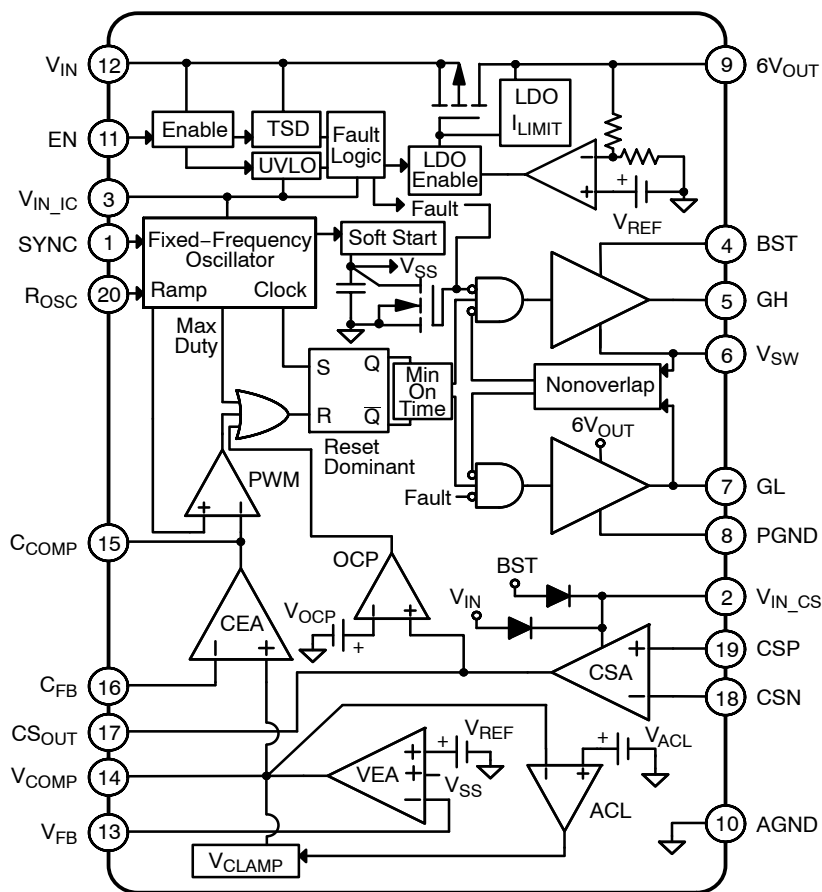 V_IN 12
9 6V_OUT
LDO
I_LIMIT
EN 11
Enable
TSD
Fault
Logic
UVLO
LDO
Enable
−
+
+
V_REF
V_IN_IC 3
Fault
SYNC 1
Fixed−Frequency
Oscillator
Ramp Clock
Soft Start
V_SS
4 BST
R_OSC 20
5 GH
Max
Duty
6 V_SW
S Q
R Q̅
Min
On
Time
Nonoverlap
Reset
Dominant
6V_OUT
PWM
+ −
Fault
7 GL
8 PGND
C_COMP 15
OCP
− +
V_OCP
+
BST
V_IN
2 V_IN_CS
CEA
− +
CSA
+
−
19 CSP
18 CSN
C_FB 16
CS_OUT 17
V_COMP 14
VEA
+
+
−
+
V_REF
V_SS
− +
+
V_ACL
ACL
V_FB 13
10 AGND
V_CLAMP